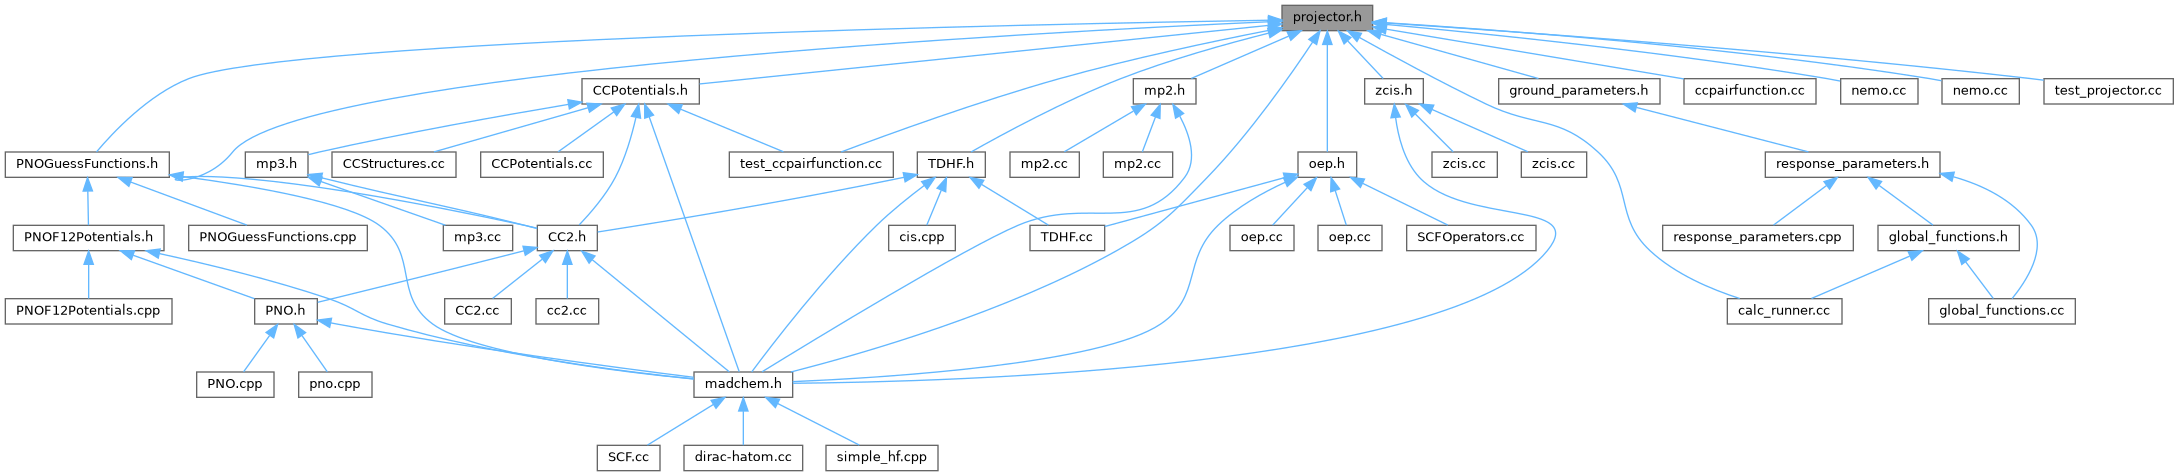 projector.h
CCPotentials.h
mp2.h
zcis.h
ground_parameters.h
ccpairfunction.cc
nemo.cc
nemo.cc
test_projector.cc
PNOGuessFunctions.h
mp3.h
CCStructures.cc
CCPotentials.cc
test_ccpairfunction.cc
TDHF.h
mp2.cc
mp2.cc
oep.h
zcis.cc
zcis.cc
response_parameters.h
PNOF12Potentials.h
PNOGuessFunctions.cpp
mp3.cc
CC2.h
cis.cpp
TDHF.cc
oep.cc
oep.cc
SCFOperators.cc
response_parameters.cpp
global_functions.h
PNOF12Potentials.cpp
PNO.h
CC2.cc
cc2.cc
calc_runner.cc
global_functions.cc
PNO.cpp
pno.cpp
madchem.h
SCF.cc
dirac-hatom.cc
simple_hf.cpp